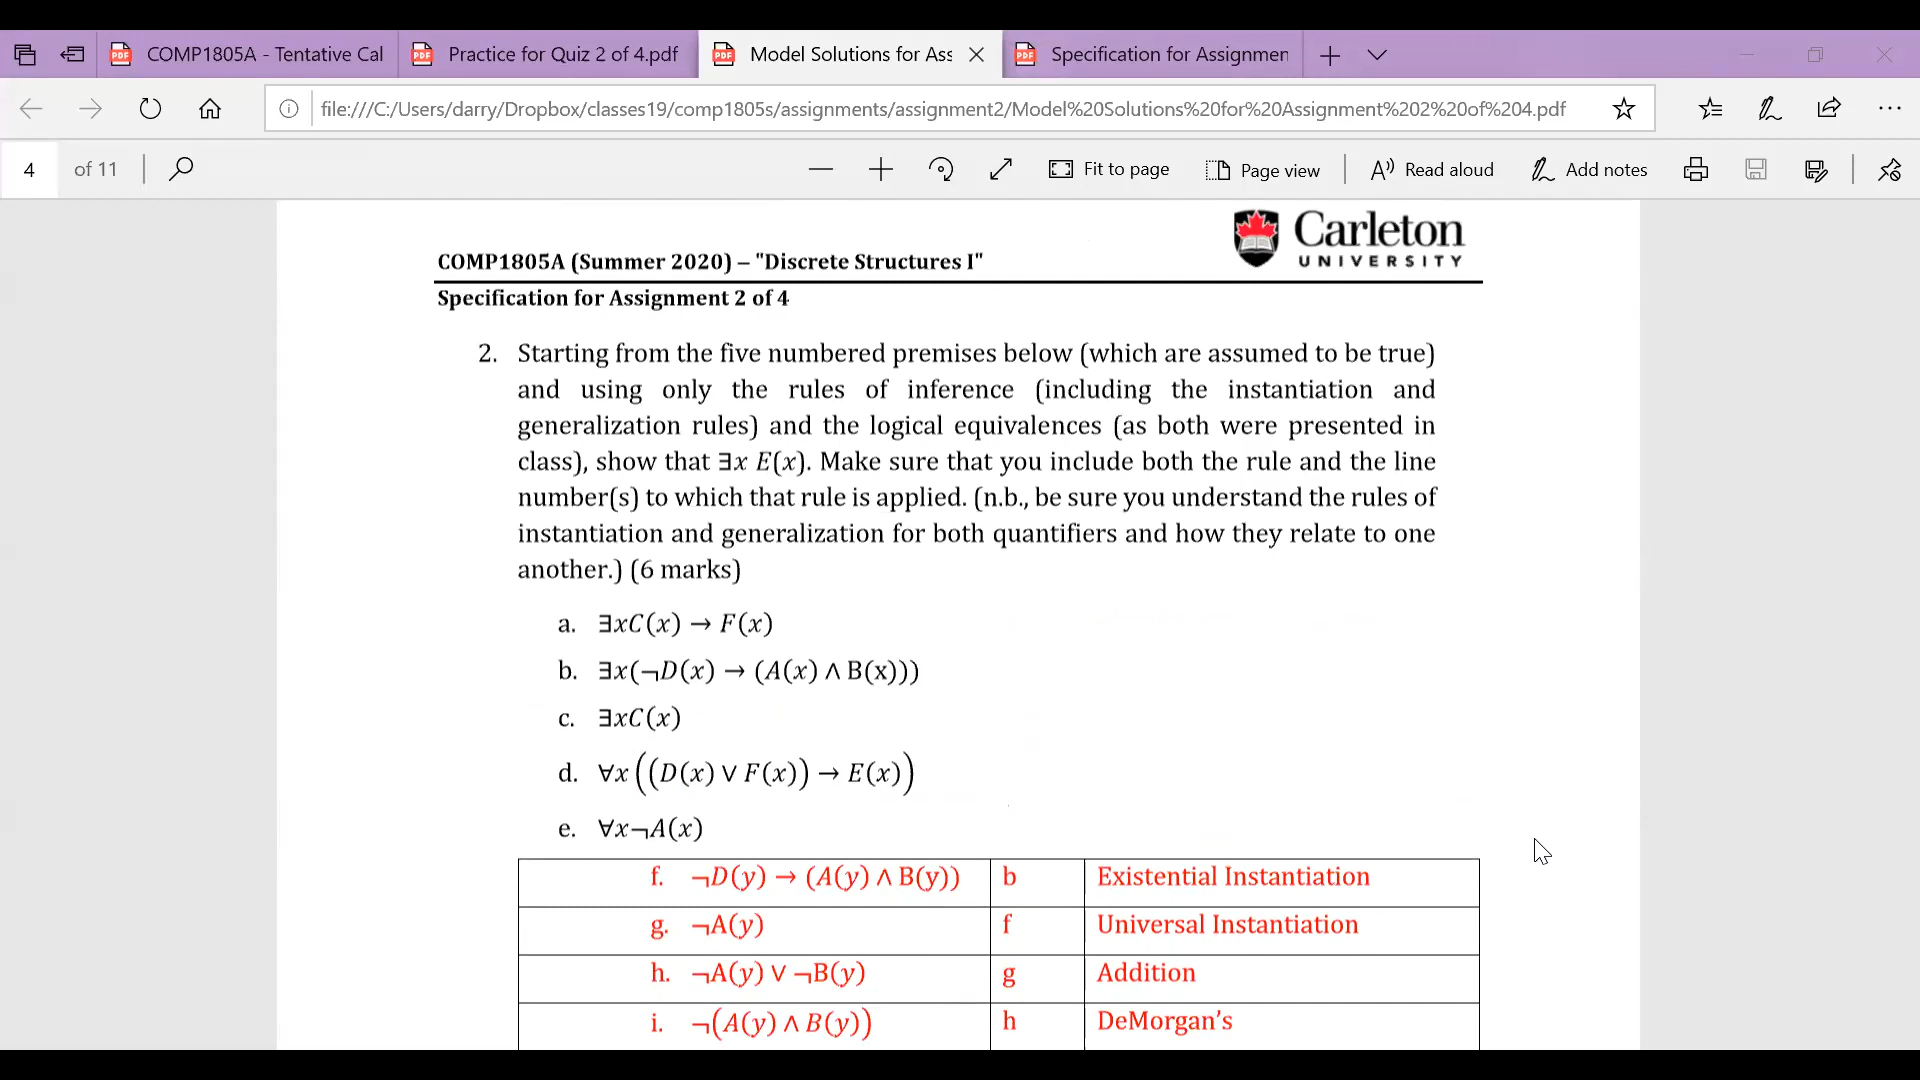 COMP1805A - Tentative Cal
Practice for Quiz 2 of 4.pdf
Model Solutions for Ass
Specification for Assignmen
file:///C:/Users/darry/Dropbox/classes19/comp1805s/assignments/assignment2/Model%20Solutions%20for%20Assignment%202%20of%204.pdf
4 of 11
Fit to page
Page view
Read aloud
Add notes
Carleton
UNIVERSITY
COMP1805A (Summer 2020) – "Discrete Structures I"
Specification for Assignment 2 of 4
2. Starting from the five numbered premises below (which are assumed to be true)
and using only the rules of inference (including the instantiation and
generalization rules) and the logical equivalences (as both were presented in
class), show that ∃x E(x). Make sure that you include both the rule and the line
number(s) to which that rule is applied. (n.b., be sure you understand the rules of
instantiation and generalization for both quantifiers and how they relate to one
another.) (6 marks)
a. ∃xC(x) → F(x)
b. ∃x(¬D(x) → (A(x) ∧ B(x)))
c. ∃xC(x)
d. ∀x((D(x) ∨ F(x)) → E(x))
e. ∀x¬A(x)
f. ¬D(y) → (A(y) ∧ B(y)) b Existential Instantiation
g. ¬A(y) f Universal Instantiation
h. ¬A(y) ∨ ¬B(y) g Addition
i. ¬(A(y) ∧ B(y)) h DeMorgan's